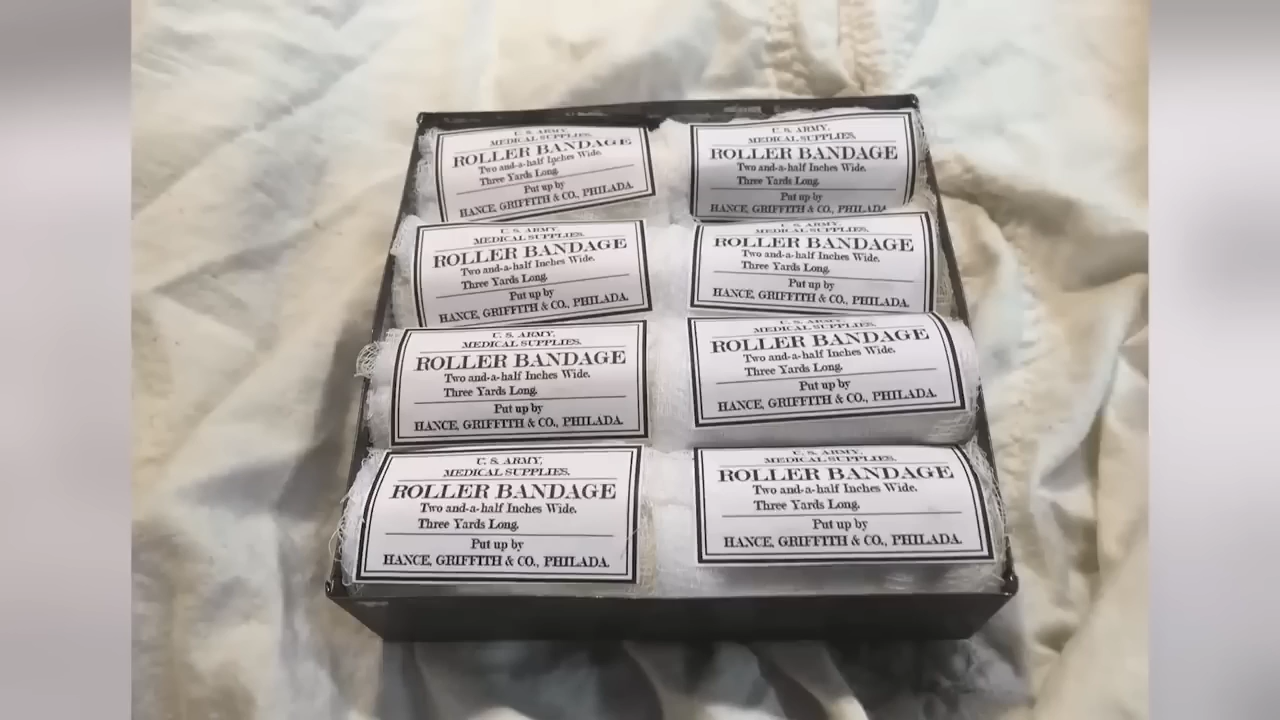 U. S. ARMY,
MEDICAL SUPPLIES.
ROLLER BANDAGE
Two and-a-half Inches Wide.
Three Yards Long.
Put up by
HANCE, GRIFFITH & CO., PHILADA.
U. S. ARMY,
MEDICAL SUPPLIES,
ROLLER BANDAGE
Two and-a-half Inches Wide.
Three Yards Long.
Put up by
HANCE, GRIFFITH & CO., PHILADA
U. S. ARMY,
MEDICAL SUPPLIES,
ROLLER BANDAGE
Two and-a-half Inches Wide.
Three Yards Long.
Put up by
HANCE, GRIFFITH & CO., PHILADA.
U. S. ARMY,
MEDICAL SUPPLIES,
ROLLER BANDAGE
Two and-a-half Inches Wide.
Three Yards Long.
Put up by
HANCE, GRIFFITH & CO., PHILADA.
U. S. ARMY,
MEDICAL SUPPLIES,
ROLLER BANDAGE
Two and-a-half Inches Wide.
Three Yards Long.
Put up by
HANCE, GRIFFITH & CO., PHILADA.
U. S. ARMY,
MEDICAL SUPPLIES,
ROLLER BANDAGE
Two and-a-half Inches Wide.
Three Yards Long.
Put up by
HANCE, GRIFFITH & CO., PHILADA.
U. S. ARMY,
MEDICAL SUPPLIES,
ROLLER BANDAGE
Two and-a-half Inches Wide.
Three Yards Long.
Put up by
HANCE, GRIFFITH & CO., PHILADA.
U. S. ARMY,
MEDICAL SUPPLIES,
ROLLER BANDAGE
Two and-a-half Inches Wide.
Three Yards Long.
Put up by
HANCE, GRIFFITH & CO., PHILADA.